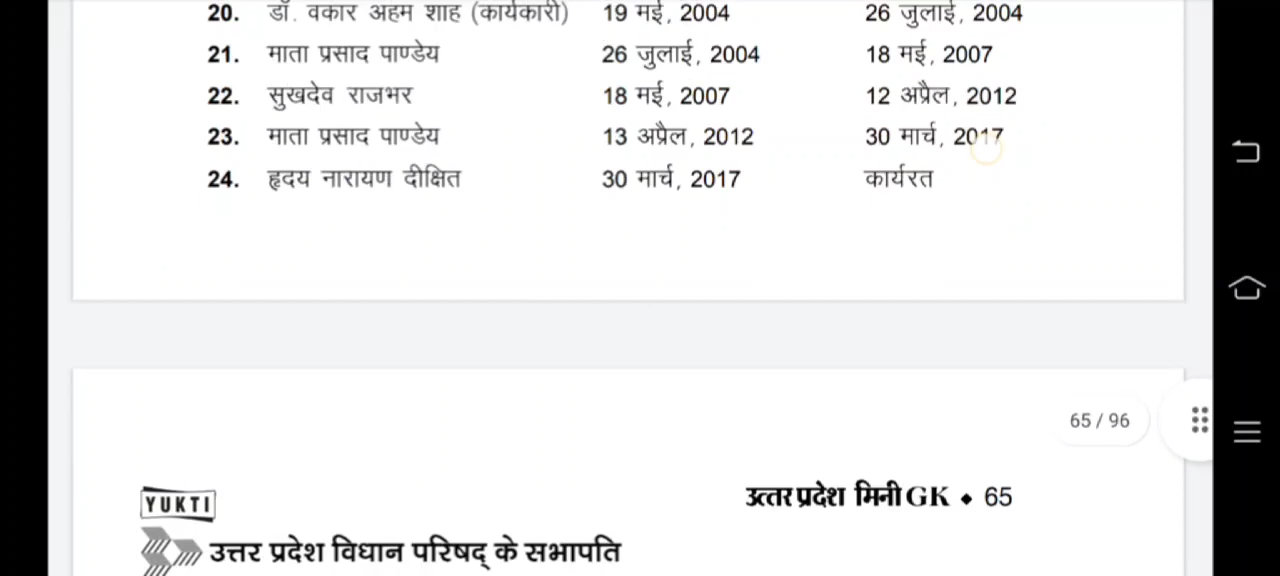 20. डॉ. वकार अहम शाह (कार्यकारी) 19 मई, 2004 26 जुलाई, 2004
21. माता प्रसाद पाण्डेय 26 जुलाई, 2004 18 मई, 2007
22. सुखदेव राजभर 18 मई, 2007 12 अप्रैल, 2012
23. माता प्रसाद पाण्डेय 13 अप्रैल, 2012 30 मार्च, 2017
24. हृदय नारायण दीक्षित 30 मार्च, 2017 कार्यरत
65 / 96
YUKTI उत्तर प्रदेश मिनी GK ◆ 65
उत्तर प्रदेश विधान परिषद् के सभापति